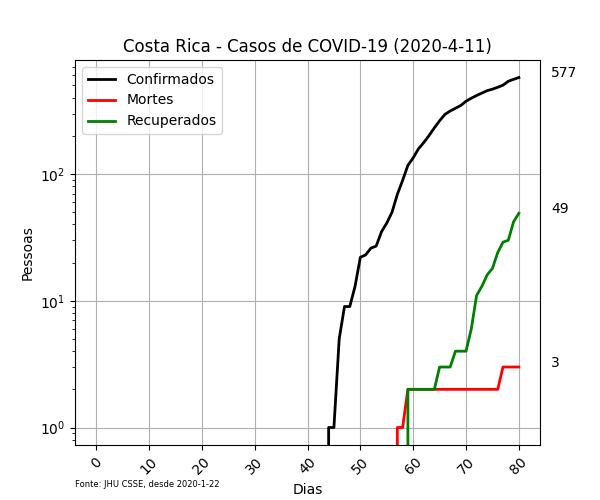 Costa Rica - Casos de COVID-19 (2020-4-11)
Confirmados
Mortes
Recuperados
577
49
3
10²
10¹
10⁰
Pessoas
0 10 20 30 40 50 60 70 80
Dias
Fonte: JHU CSSE, desde 2020-1-22